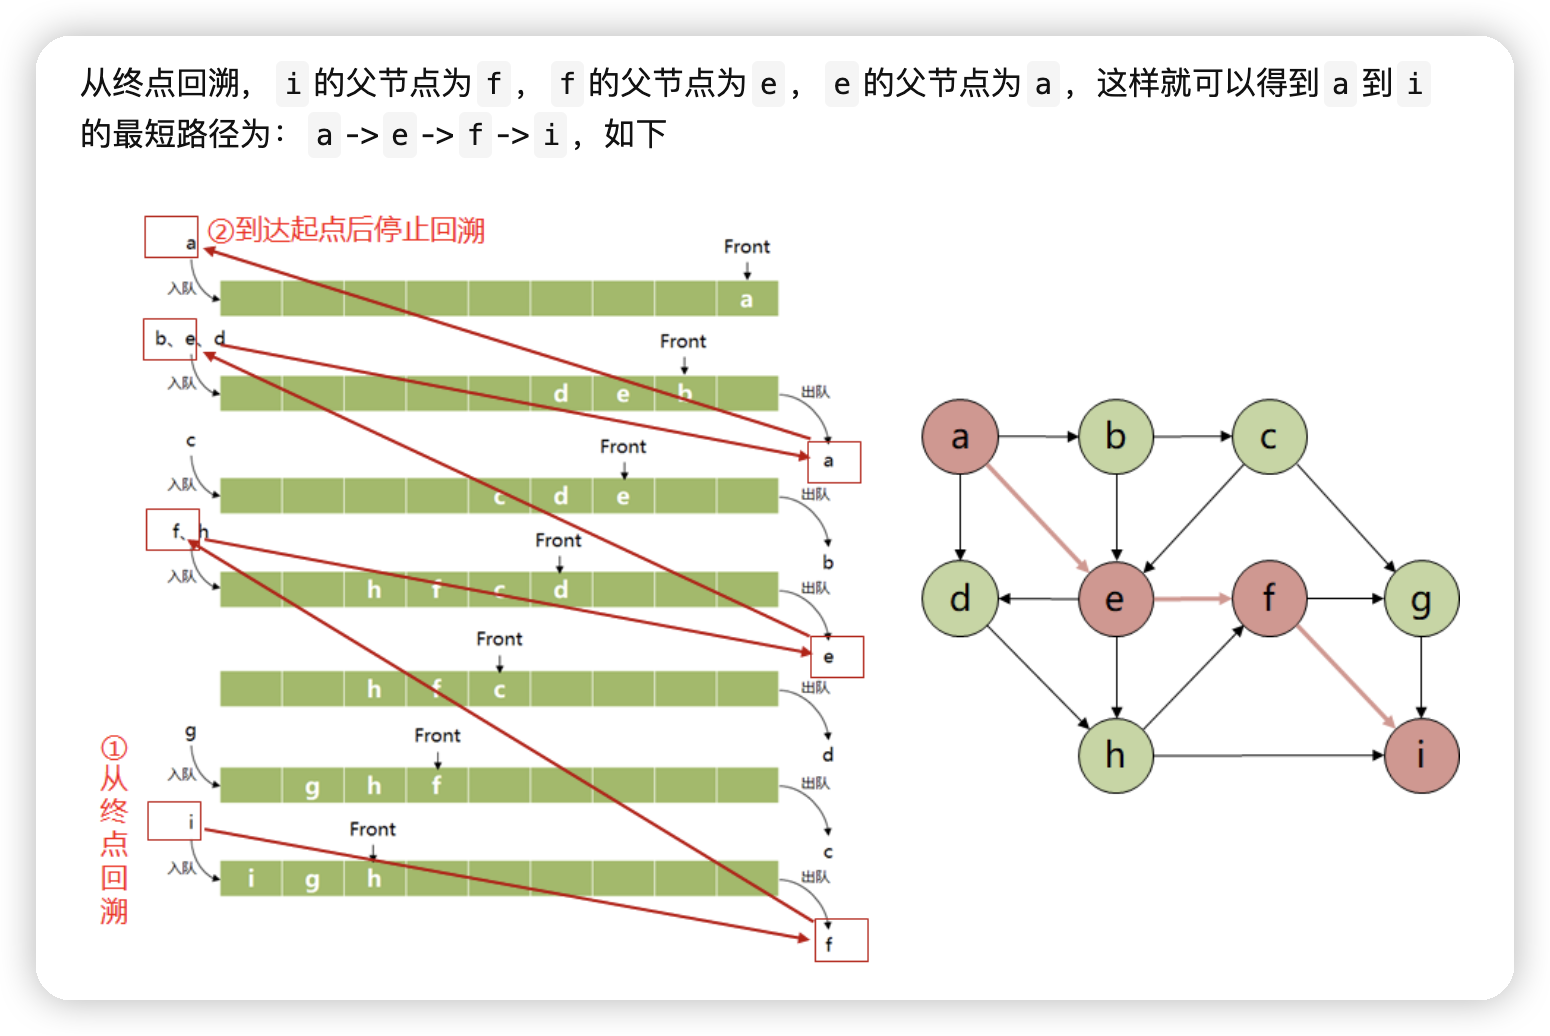 从终点回溯， i 的父节点为 f ， f 的父节点为 e ， e 的父节点为 a ，这样就可以得到 a 到 i
的最短路径为： a -> e -> f -> i ，如下
a
②到达起点后停止回溯
Front
入队
a
b、e、d
Front
入队
d e b
出队
a
c
Front
入队
c d e
出队
b
f、h
Front
入队
h f c d
出队
e
Front
h f c
出队
d
g
Front
入队
g h f
出队
c
①从终点回溯
i
Front
入队
i g h
出队
f
a b c
d e f g
h i